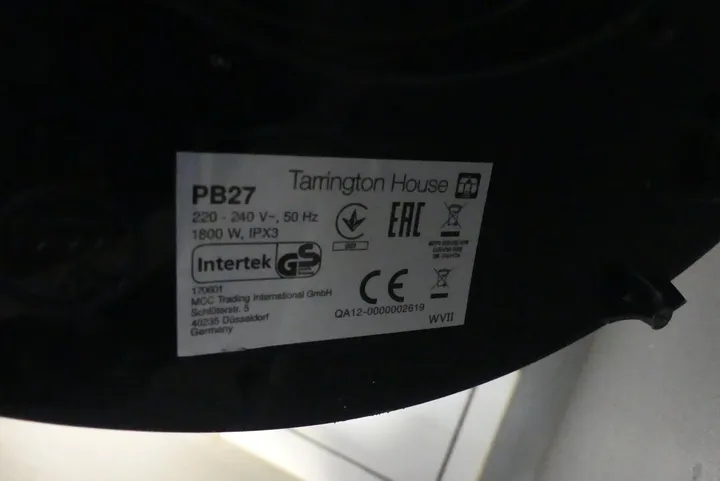 PB27
Tarrington House
220 - 240 V~, 50 Hz
1800 W, IPX3
EAC
Intertek GS
170601
MCC Trading International GmbH
Schlüterstr. 5
40235 Düsseldorf
Germany
CE
QA12-0000002619
WVII